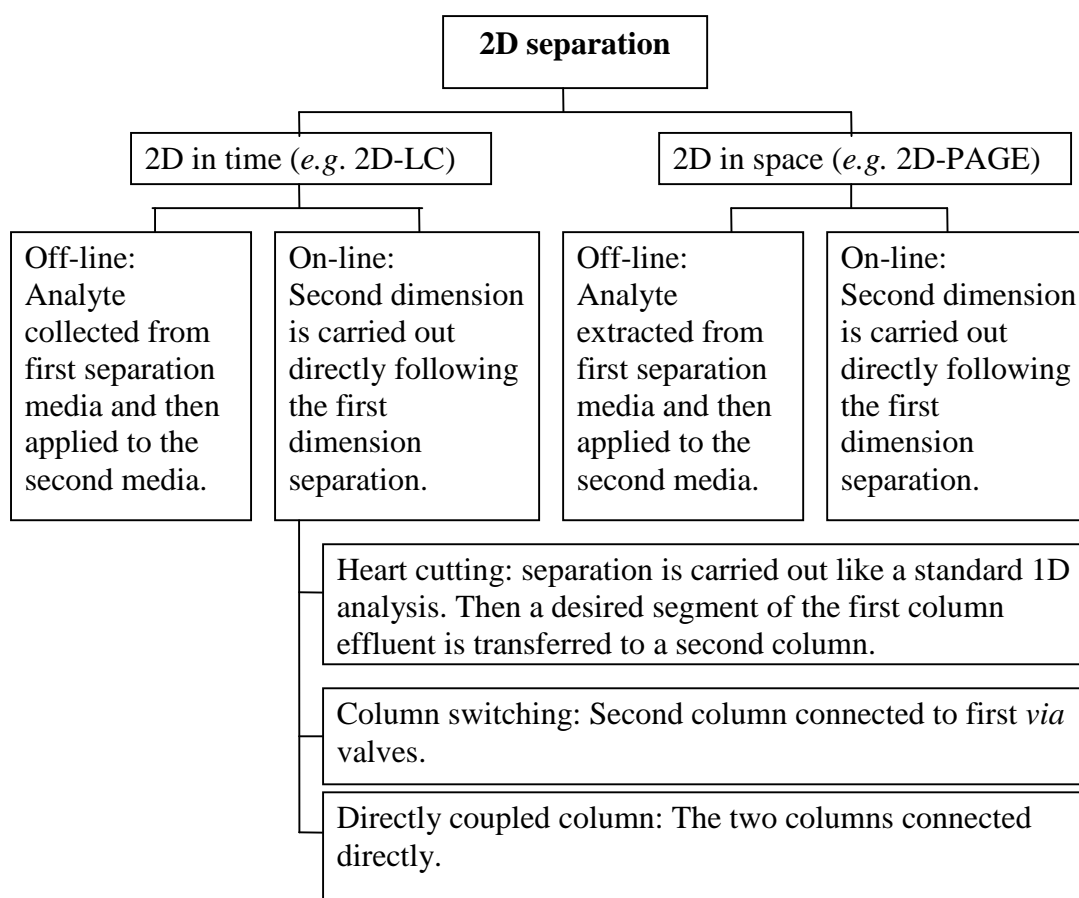 2D separation
2D in time (e.g. 2D-LC)
2D in space (e.g. 2D-PAGE)
Off-line:
Analyte
collected from
first separation
media and then
applied to the
second media.
On-line:
Second dimension
is carried out
directly following
the first
dimension
separation.
Off-line:
Analyte
extracted from
first separation
media and then
applied to the
second media.
On-line:
Second dimension
is carried out
directly following
the first
dimension
separation.
Heart cutting: separation is carried out like a standard 1D
analysis. Then a desired segment of the first column
effluent is transferred to a second column.
Column switching: Second column connected to first via
valves.
Directly coupled column: The two columns connected
directly.